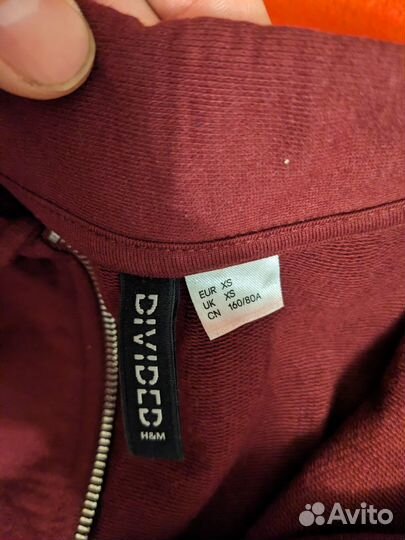 DIVIDED
H&M
EUR XS
UK XS
CN 160/80A
Avito